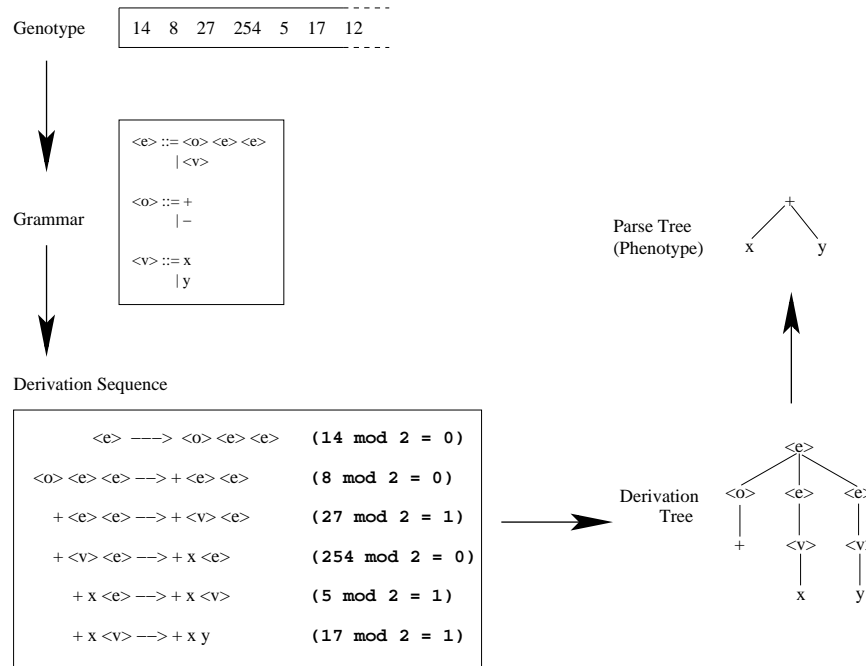 Genotype
14 8 27 254 5 17 12
<e> ::= <o> <e> <e>
| <v>
<o> ::= +
| −
<v> ::= x
| y
Grammar
Derivation Sequence
<e> −−−> <o> <e> <e> (14 mod 2 = 0)
<o> <e> <e> −−> + <e> <e> (8 mod 2 = 0)
+ <e> <e> −−> + <v> <e> (27 mod 2 = 1)
+ <v> <e> −−> + x <e> (254 mod 2 = 0)
+ x <e> −−> + x <v> (5 mod 2 = 1)
+ x <v> −−> + x y (17 mod 2 = 1)
Parse Tree
(Phenotype)
+
x y
Derivation
Tree
<e>
<o> <e> <e>
+ <v> <v>
x y